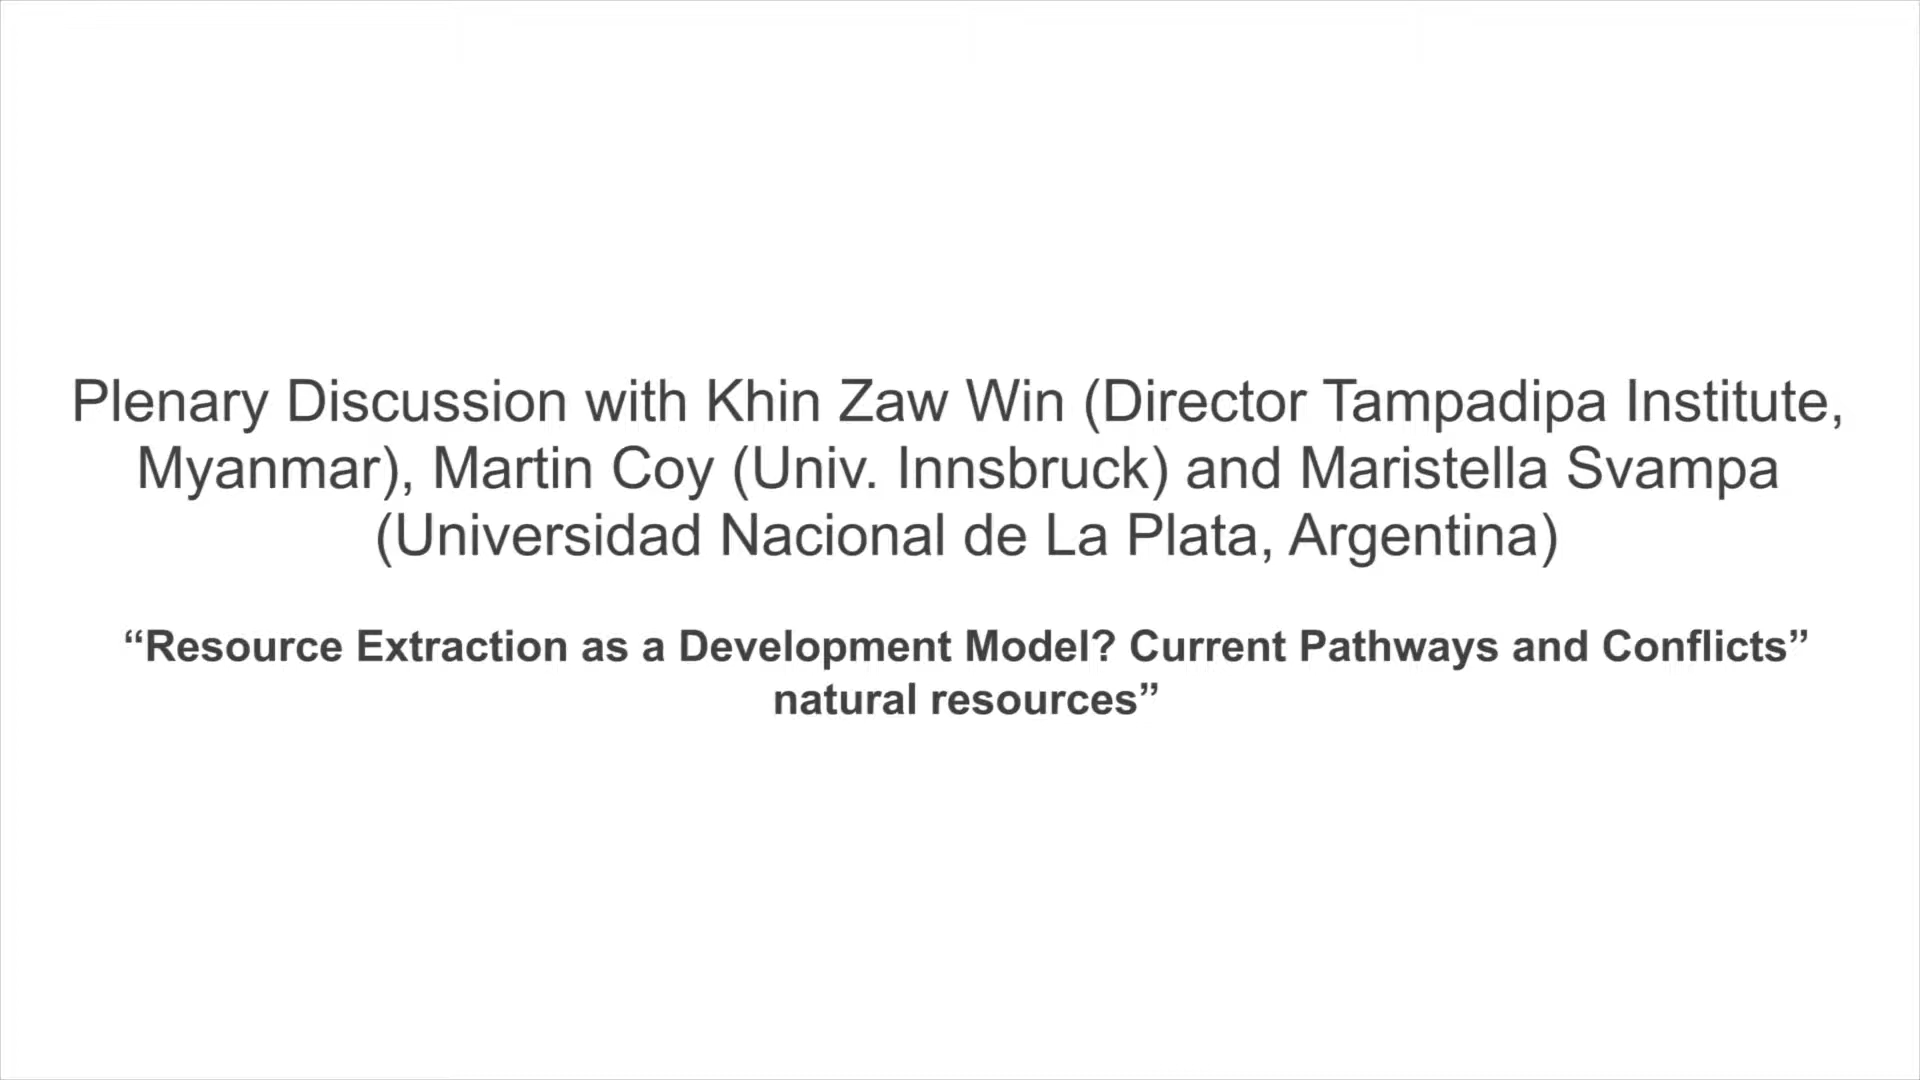 Plenary Discussion with Khin Zaw Win (Director Tampadipa Institute,
Myanmar), Martin Coy (Univ. Innsbruck) and Maristella Svampa
(Universidad Nacional de La Plata, Argentina)
“Resource Extraction as a Development Model? Current Pathways and Conflicts”
natural resources”